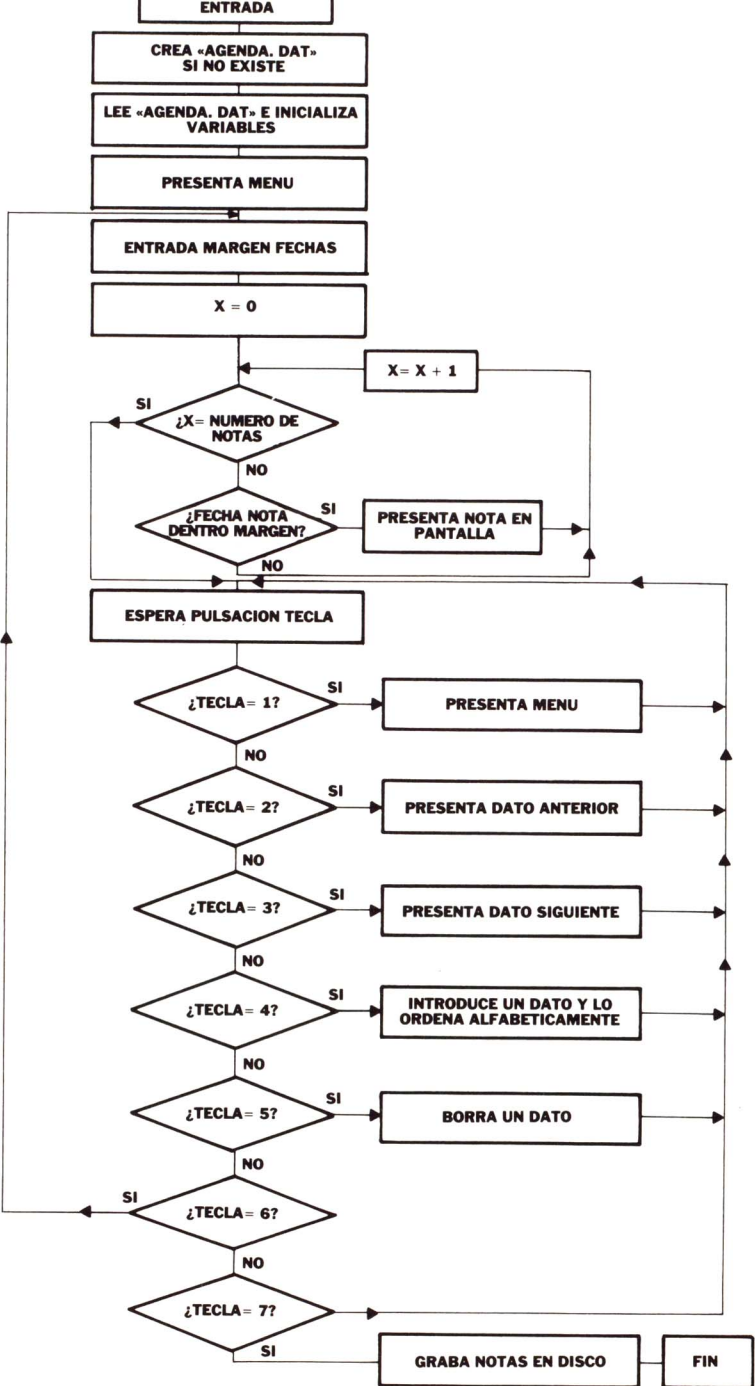 ENTRADA
CREA «AGENDA. DAT»
SI NO EXISTE
LEE «AGENDA. DAT» E INICIALIZA
VARIABLES
PRESENTA MENU
ENTRADA MARGEN FECHAS
X = 0
X= X + 1
SI
¿X= NUMERO DE
NOTAS
NO
¿FECHA NOTA
DENTRO MARGEN?
SI
PRESENTA NOTA EN
PANTALLA
NO
ESPERA PULSACION TECLA
¿TECLA= 1?
SI
PRESENTA MENU
NO
¿TECLA= 2?
SI
PRESENTA DATO ANTERIOR
NO
¿TECLA= 3?
SI
PRESENTA DATO SIGUIENTE
NO
¿TECLA= 4?
SI
INTRODUCE UN DATO Y LO
ORDENA ALFABETICAMENTE
NO
¿TECLA= 5?
SI
BORRA UN DATO
NO
SI
¿TECLA= 6?
NO
¿TECLA= 7?
SI
GRABA NOTAS EN DISCO
FIN